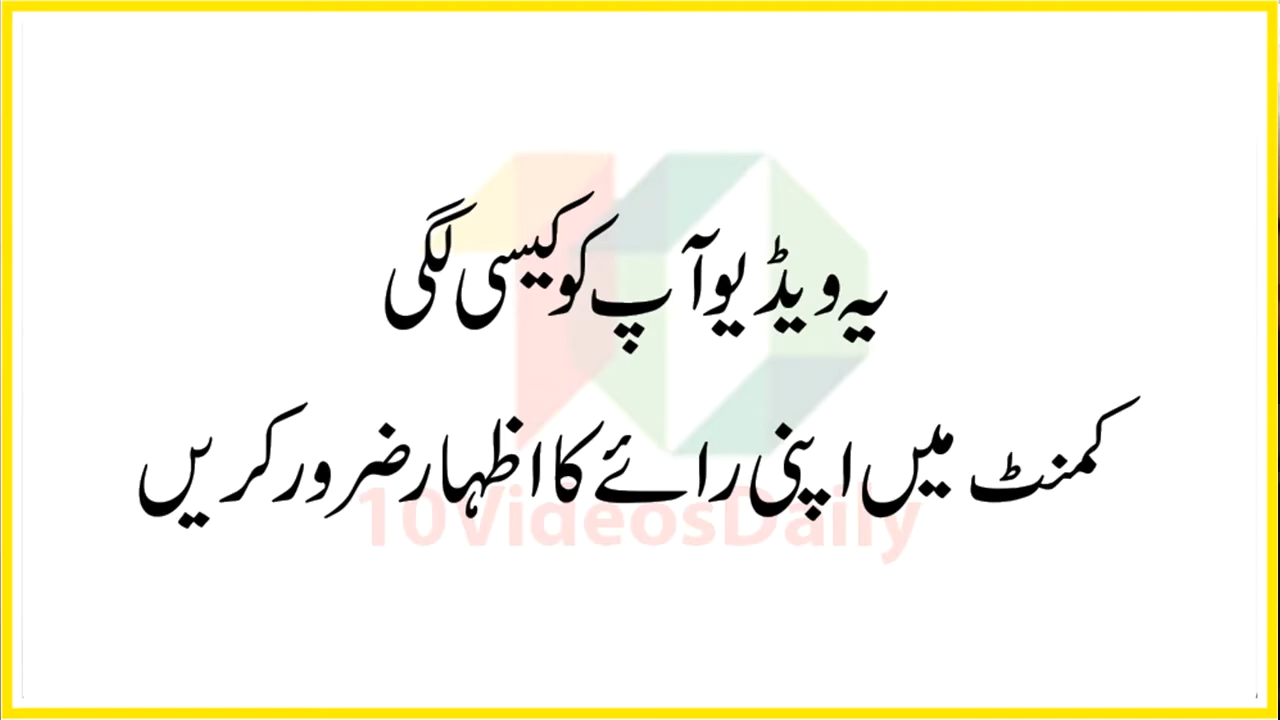 یہ ویڈیو آپ کو کیسی لگی
کمنٹ میں اپنی رائے کا اظہار ضرور کریں
10VideosDaily